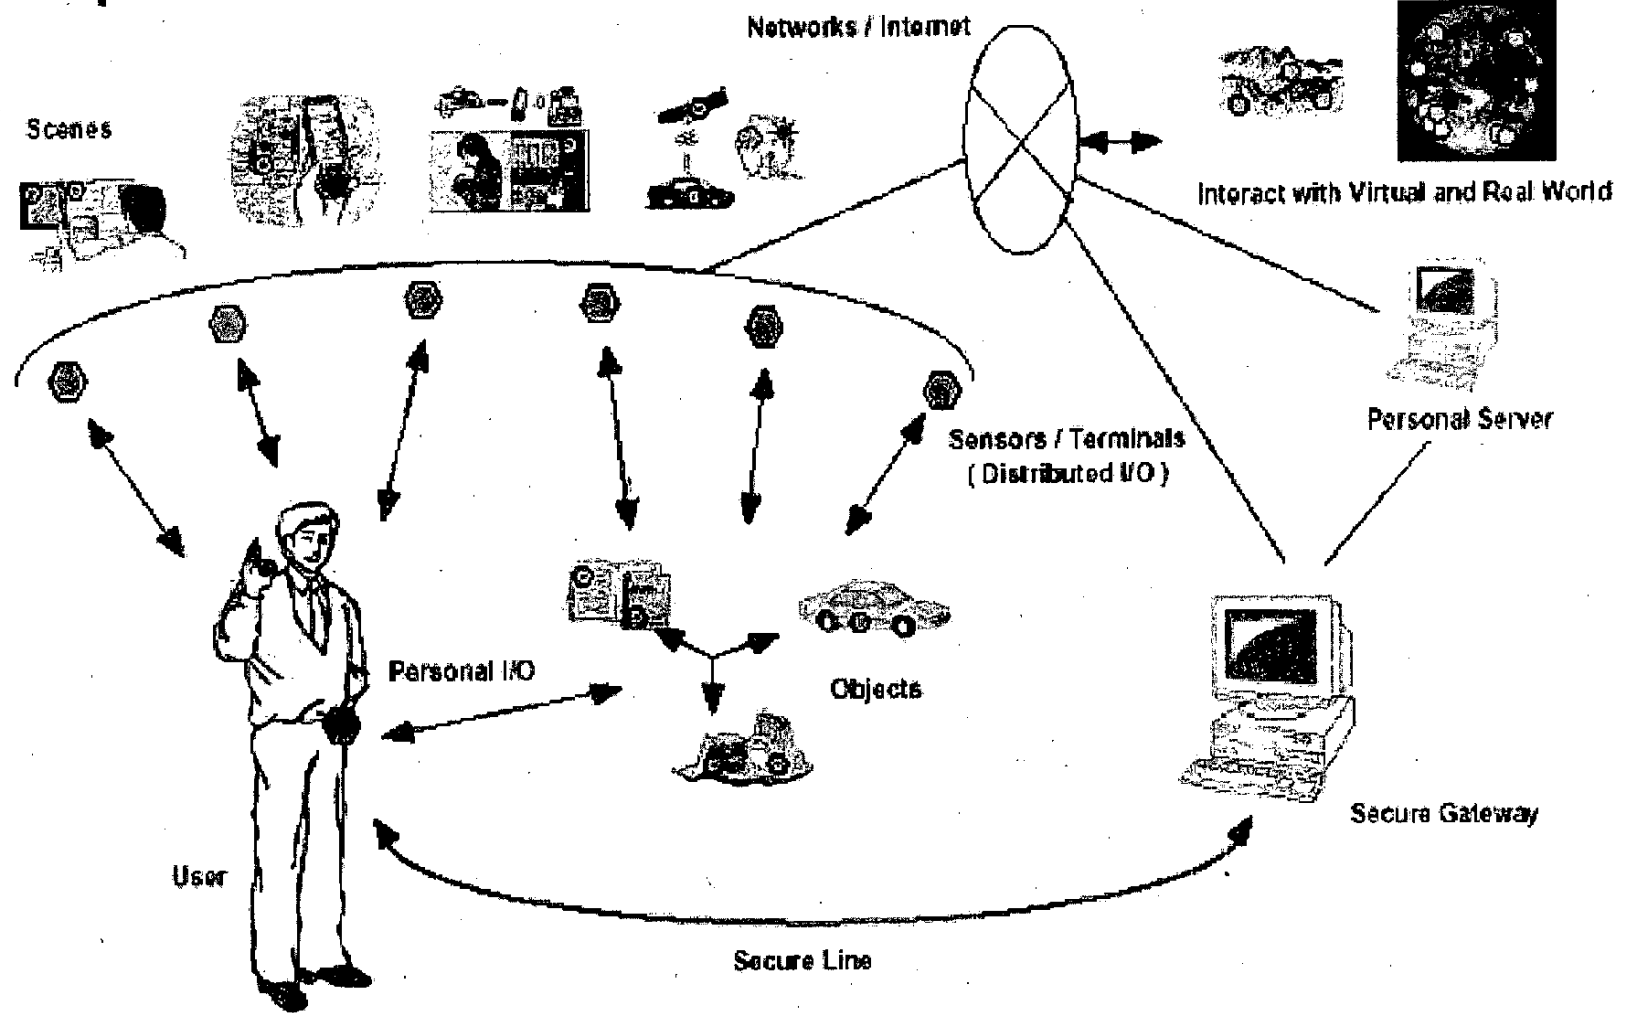 Networks / Internet
Scenes
Interact with Virtual and Real World
Personal Server
Sensors / Terminals
( Distributed I/O )
Personal I/O
Objects
Secure Gateway
User
Secure Line